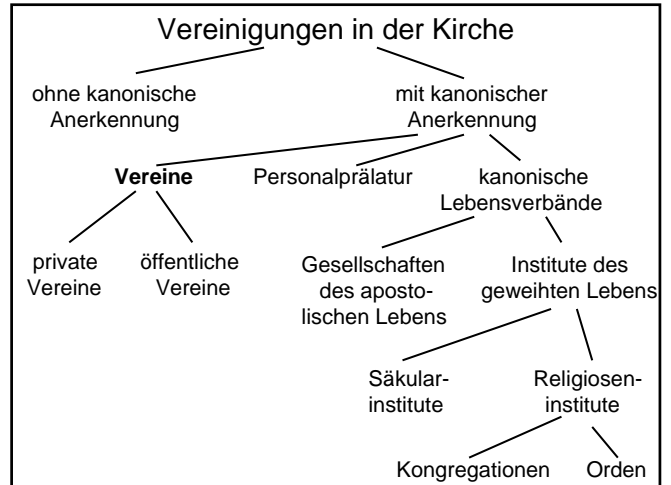 Vereinigungen in der Kirche
ohne kanonische
Anerkennung
mit kanonischer
Anerkennung
Vereine
Personalprälatur
kanonische
Lebensverbände
private
Vereine
öffentliche
Vereine
Gesellschaften
des aposto-
lischen Lebens
Institute des
geweihten Lebens
Säkular-
institute
Religiosen-
institute
Kongregationen
Orden